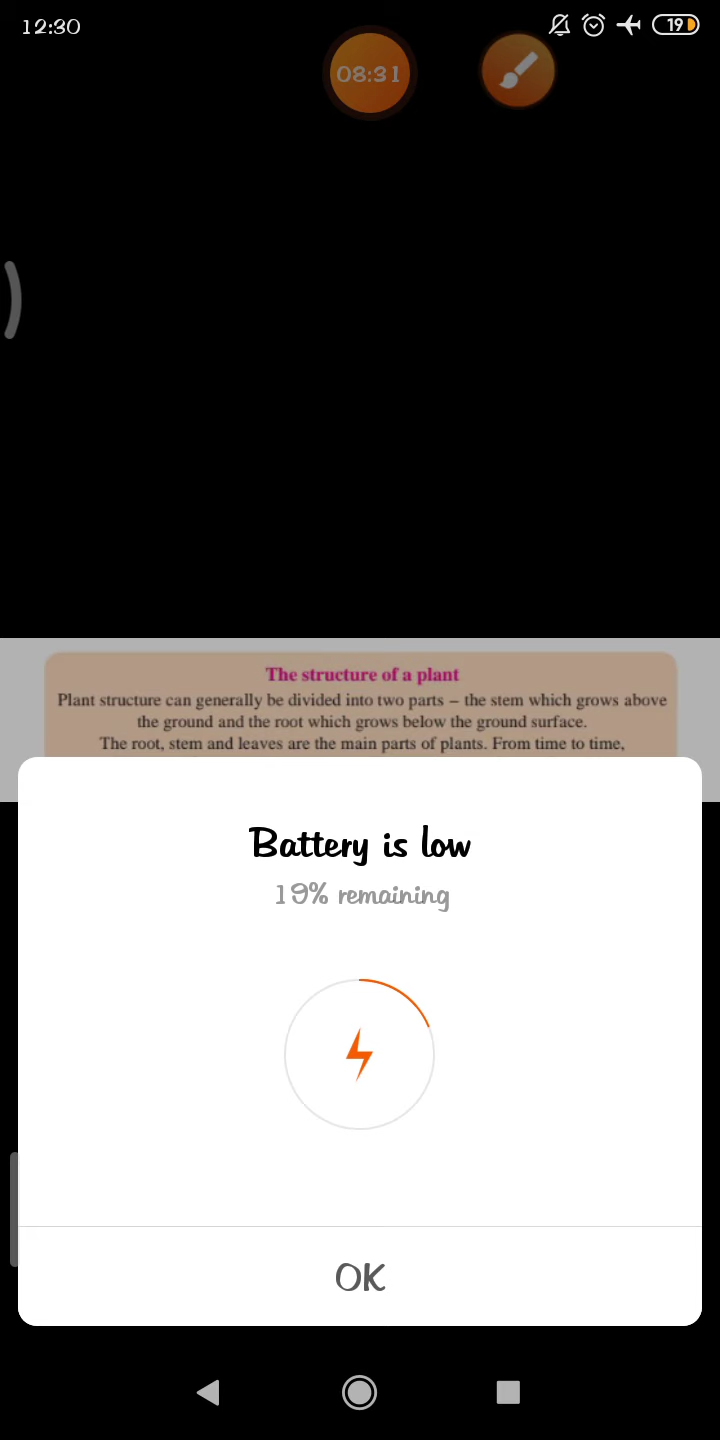 12:30
19
08:31
The structure of a plant
Plant structure can generally be divided into two parts – the stem which grows above
the ground and the root which grows below the ground surface.
The root, stem and leaves are the main parts of plants. From time to time,
Battery is low
19% remaining
OK